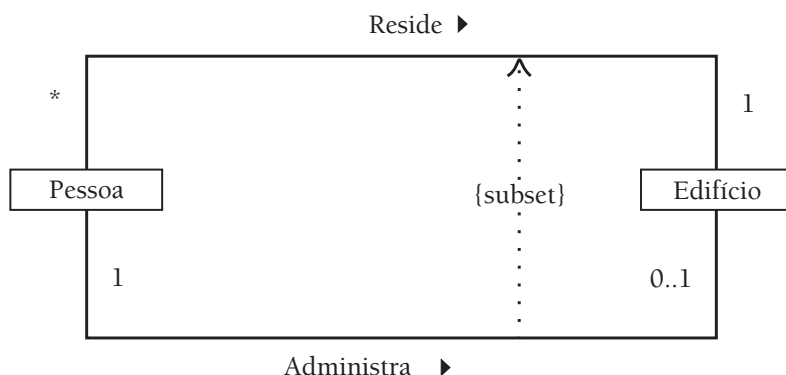 Reside ▶
* 1
Pessoa {subset} Edifício
1 0..1
Administra ▶